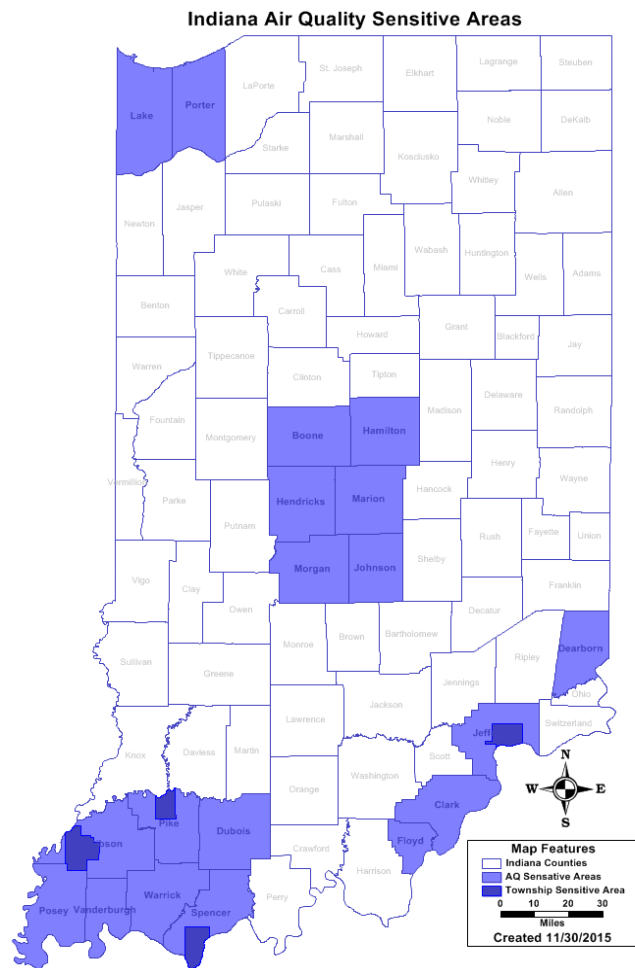 Indiana Air Quality Sensitive Areas
Lake
Porter
LaPorte
St. Joseph
Elkhart
Lagrange
Steuben
Noble
DeKalb
Starke
Marshall
Kosciusko
Whitley
Allen
Newton
Jasper
Pulaski
Fulton
Wabash
Huntington
Miami
White
Cass
Wells
Adams
Benton
Carroll
Howard
Grant
Blackford
Jay
Warren
Tippecanoe
Clinton
Tipton
Madison
Delaware
Randolph
Fountain
Montgomery
Boone
Hamilton
Henry
Wayne
Vermillion
Parke
Putnam
Hendricks
Marion
Hancock
Rush
Fayette
Union
Vigo
Clay
Owen
Morgan
Johnson
Shelby
Franklin
Decatur
Sullivan
Greene
Monroe
Brown
Bartholomew
Jennings
Ripley
Dearborn
Ohio
Switzerland
Knox
Daviess
Martin
Lawrence
Jackson
Jeff
Scott
Washington
Orange
Clark
Floyd
Harrison
Crawford
Perry
bson
Pike
Dubois
Posey
Vanderburgh
Warrick
Spencer
N
W
E
S
Map Features
Indiana Counties
AQ Sensative Areas
Township Sensitive Area
0 10 20 30
Miles
Created 11/30/2015